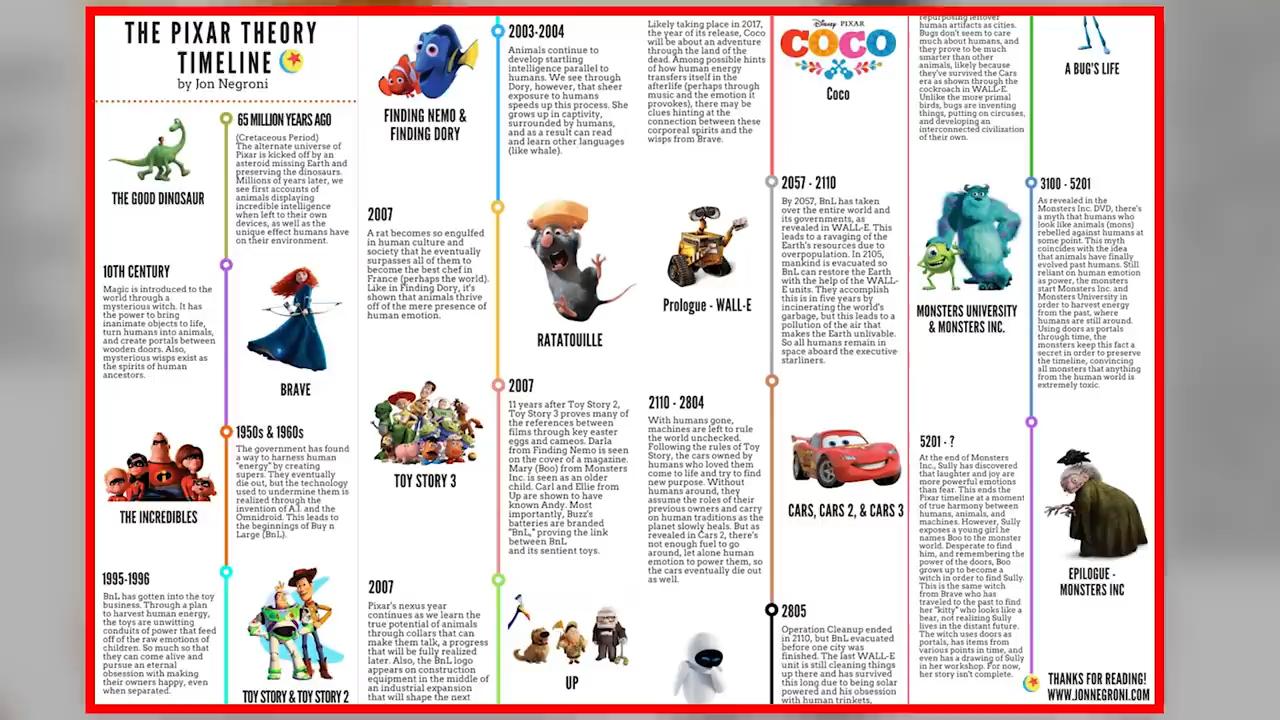 THE PIXAR THEORY
TIMELINE
by Jon Negroni
65 MILLION YEARS AGO
(Cretaceous Period)
The alternate universe of
Pixar is kicked off by an
asteroid missing Earth and
preserving the dinosaurs.
Millions of years later, we
see first accounts of
animals displaying
incredible intelligence
when left to their own
devices, as well as the
unique effect humans have
on their environment.
THE GOOD DINOSAUR
10TH CENTURY
Magic is introduced to the
world through a
mysterious witch. It has
the power to bring
inanimate objects to life,
turn humans into animals,
and create portals between
wooden doors. Also,
mysterious wisps exist as
the spirits of human
ancestors.
BRAVE
1950s & 1960s
The government has found
a way to harness human
"energy" by creating
supers. They eventually
die out, but the technology
used to undermine them is
realized through the
invention of A.I. and the
Omnidroid. This leads to
the beginnings of Buy n
Large (BnL).
THE INCREDIBLES
1995-1996
BnL has gotten into the toy
business. Through a plan
to harvest human energy,
the toys are unwitting
conduits of power that feed
off of the raw emotions of
children. So much so that
they can come alive and
pursue an eternal
obsession with making
their owners happy, even
when separated.
TOY STORY & TOY STORY 2
FINDING NEMO &
FINDING DORY
2003-2004
Animals continue to
develop startling
intelligence parallel to
humans. We see through
Dory, however, that sheer
exposure to humans
speeds up this process. She
grows up in captivity,
surrounded by humans,
and as a result can read
and learn other languages
(like whale).
2007
A rat becomes so engulfed
in human culture and
society that he eventually
surpasses all of them to
become the best chef in
France (perhaps the world).
Like in Finding Dory, it's
shown that animals thrive
off of the mere presence of
human emotion.
RATATOUILLE
2007
11 years after Toy Story 2,
Toy Story 3 proves many of
the references between
films through key easter
eggs and cameos. Darla
from Finding Nemo is seen
on the cover of a magazine.
Mary (Boo) from Monsters
Inc. is seen as an older
child. Carl and Ellie from
Up are shown to have
known Andy. Most
importantly, Buzz's
batteries are branded
"BnL," proving the link
between BnL
and its sentient toys.
TOY STORY 3
2007
Pixar's nexus year
continues as we learn the
true potential of animals
through collars that can
make them talk, a progress
that will be fully realized
later. Also, the BnL logo
appears on construction
equipment in the middle of
an industrial expansion
that will shape the next
UP
Likely taking place in 2017,
the year of its release, Coco
will be about an adventure
through the land of the
dead. Among possible hints
of how human energy
transfers itself in the
afterlife (perhaps through
music and the emotion it
provokes), there may be
clues hinting at the
connection between these
corporeal spirits and the
wisps from Brave.
Disney PIXAR
COCO
Coco
2057 - 2110
By 2057, BnL has taken
over the entire world and
its governments, as
revealed in WALL-E. This
leads to a ravaging of the
Earth's resources due to
overpopulation. In 2105,
mankind is evacuated so
BnL can restore the Earth
with the help of the WALL-
E units. They accomplish
this is in five years by
incinerating the world's
garbage, but this leads to a
pollution of the air that
makes the Earth unlivable.
So all humans remain in
space aboard the executive
starliners.
Prologue - WALL-E
2110 - 2804
With humans gone,
machines are left to rule
the world unchecked.
Following the rules of Toy
Story, the cars owned by
humans who loved them
come to life and try to find
new purpose. Without
humans around, they
assume the roles of their
previous owners and carry
on human traditions as the
planet slowly heals. But as
revealed in Cars 2, there's
not enough fuel to go
around, let alone human
emotion to power them, so
the cars eventually die out
as well.
CARS, CARS 2, & CARS 3
2805
Operation Cleanup ended
in 2110, but BnL evacuated
before one city was
finished. The last WALL-E
unit is still cleaning things
up there and has survived
this long due to being solar
powered and his obsession
with human trinkets,
repurposing leftover
human artifacts as cities.
Bugs don't seem to care
much about humans, and
they prove to be much
smarter than other
animals, likely because
they've survived the Cars
era as shown through the
cockroach in WALL-E.
Unlike the more primal
birds, bugs are inventing
things, putting on circuses,
and developing an
interconnected civilization
of their own.
A BUG'S LIFE
3100 - 5201
As revealed in the
Monsters Inc. DVD, there's
a myth that humans who
look like animals (mons)
rebelled against humans at
some point. This myth
coincides with the idea
that animals have finally
evolved past humans. Still
reliant on human emotion
as power, the monsters
start Monsters Inc. and
Monsters University in
order to harvest energy
from the past, where
humans are still around.
Using doors as portals
through time, the
monsters keep this fact a
secret in order to preserve
the timeline, convincing
all monsters that anything
from the human world is
extremely toxic.
MONSTERS UNIVERSITY
& MONSTERS INC.
5201 - ?
At the end of Monsters
Inc., Sully has discovered
that laughter and joy are
more powerful emotions
than fear. This ends the
Pixar timeline at a moment
of true harmony between
humans, animals, and
machines. However, Sully
exposes a young girl he
names Boo to the monster
world. Desperate to find
him, and remembering the
power of the doors, Boo
grows up to become a
witch in order to find Sully.
This is the same witch
from Brave who has
traveled to the past to find
her "kitty" who looks like a
bear, not realizing Sully
lives in the distant future.
The witch uses doors as
portals, has items from
various points in time, and
even has a drawing of Sully
in her workshop. For now,
her story isn't complete.
EPILOGUE -
MONSTERS INC
THANKS FOR READING!
WWW.JONNEGRONI.COM